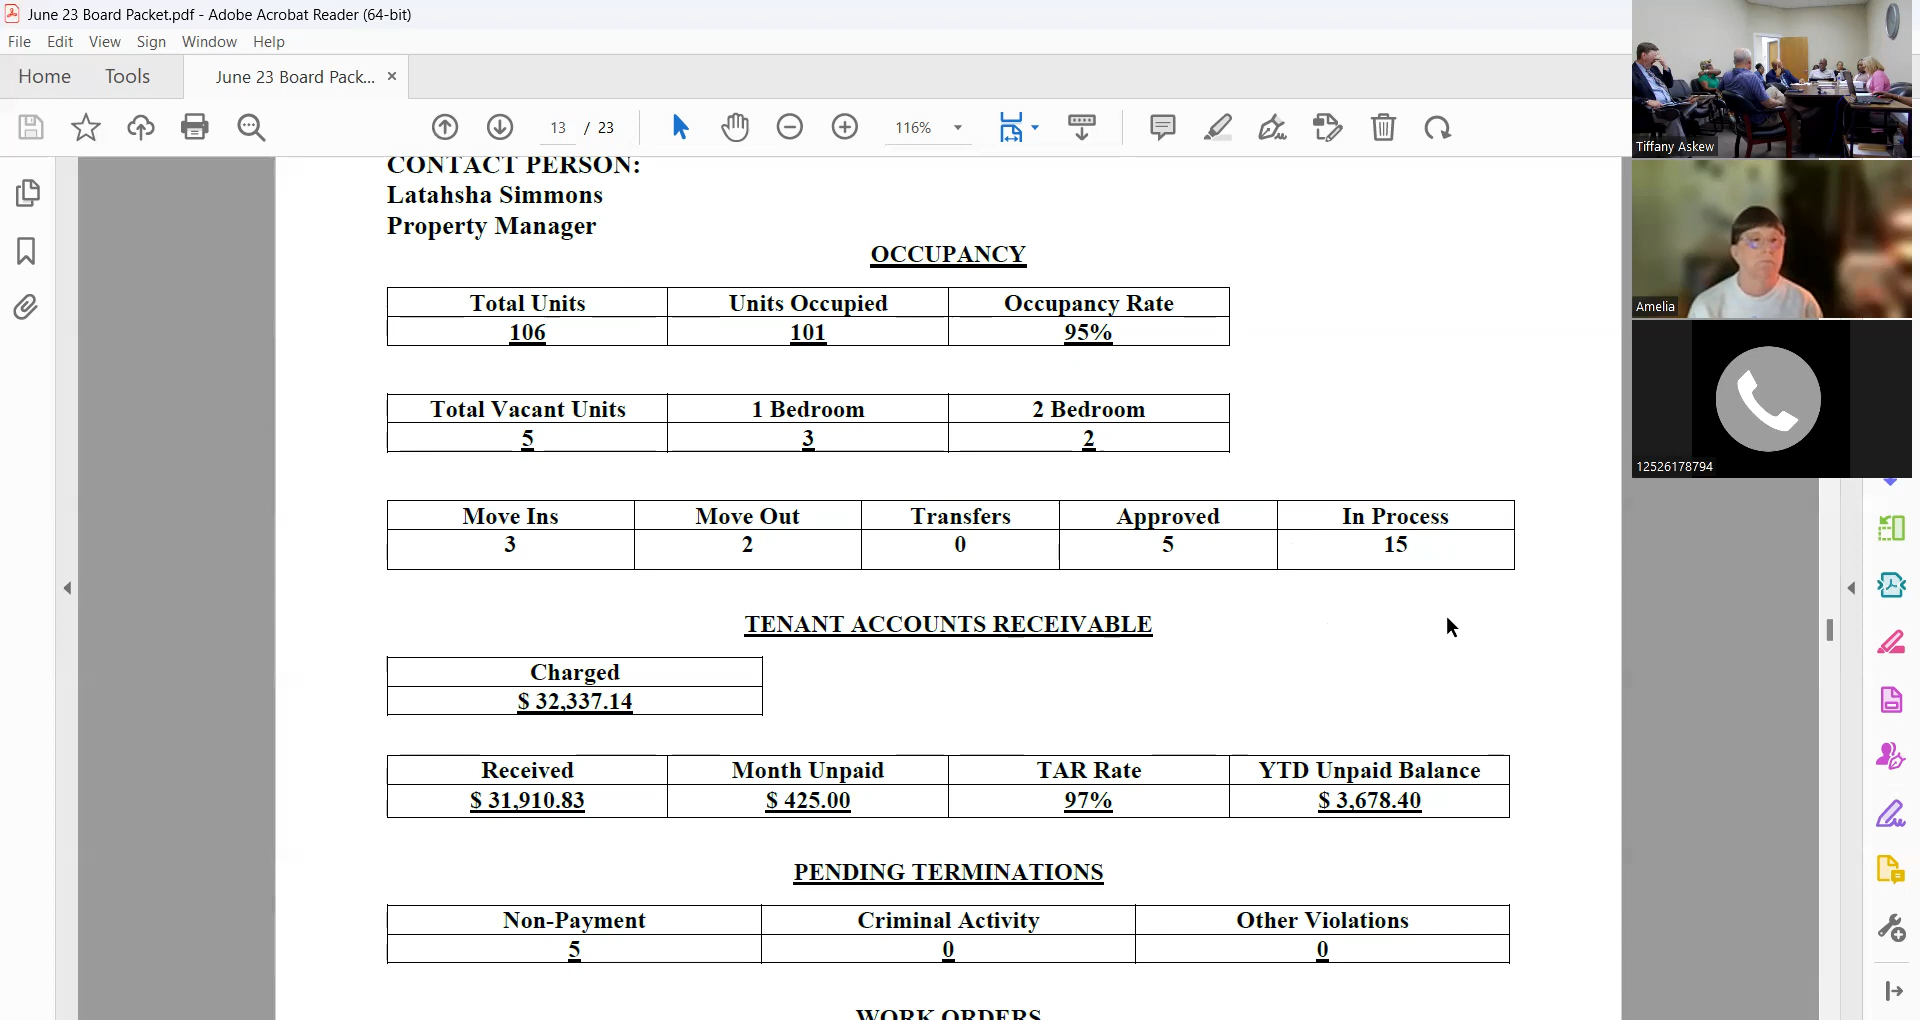 June 23 Board Packet.pdf - Adobe Acrobat Reader (64-bit)
File Edit View Sign Window Help
Home Tools June 23 Board Pack... ×
13 / 23 116%
CONTACT PERSON:
Latahsha Simmons
Property Manager
OCCUPANCY
Total Units Units Occupied Occupancy Rate
106 101 95%
Total Vacant Units 1 Bedroom 2 Bedroom
5 3 2
Move Ins Move Out Transfers Approved In Process
3 2 0 5 15
TENANT ACCOUNTS RECEIVABLE
Charged
$ 32,337.14
Received Month Unpaid TAR Rate YTD Unpaid Balance
$ 31,910.83 $ 425.00 97% $ 3,678.40
PENDING TERMINATIONS
Non-Payment Criminal Activity Other Violations
5 0 0
WORK ORDERS
Tiffany Askew
Amelia
12526178794